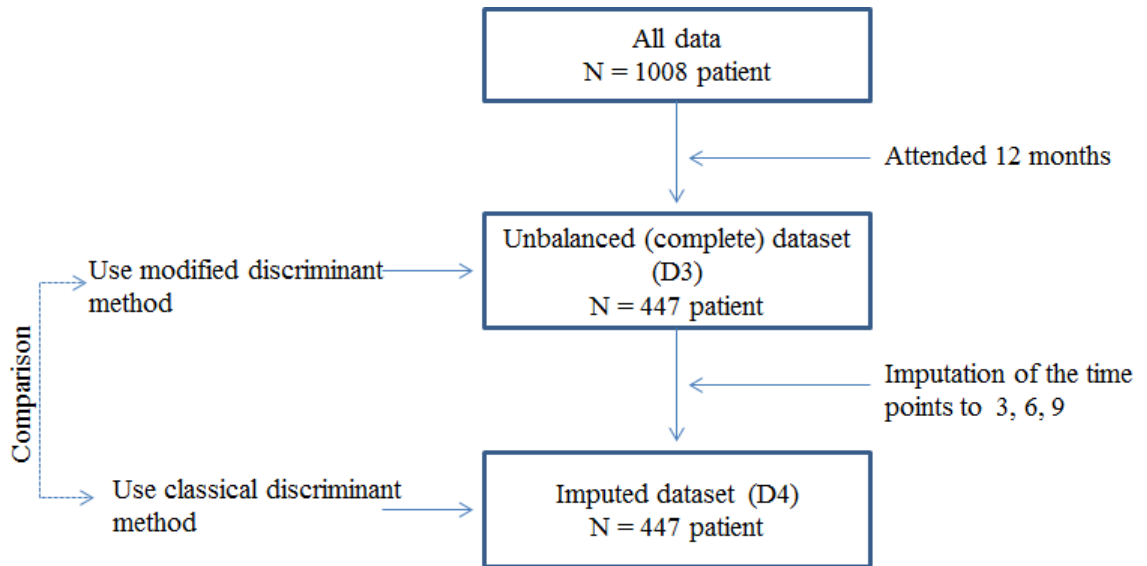 All data
N = 1008 patient
Attended 12 months
Unbalanced (complete) dataset
(D3)
N = 447 patient
Use modified discriminant
method
Comparison
Imputation of the time
points to 3, 6, 9
Use classical discriminant
method
Imputed dataset (D4)
N = 447 patient